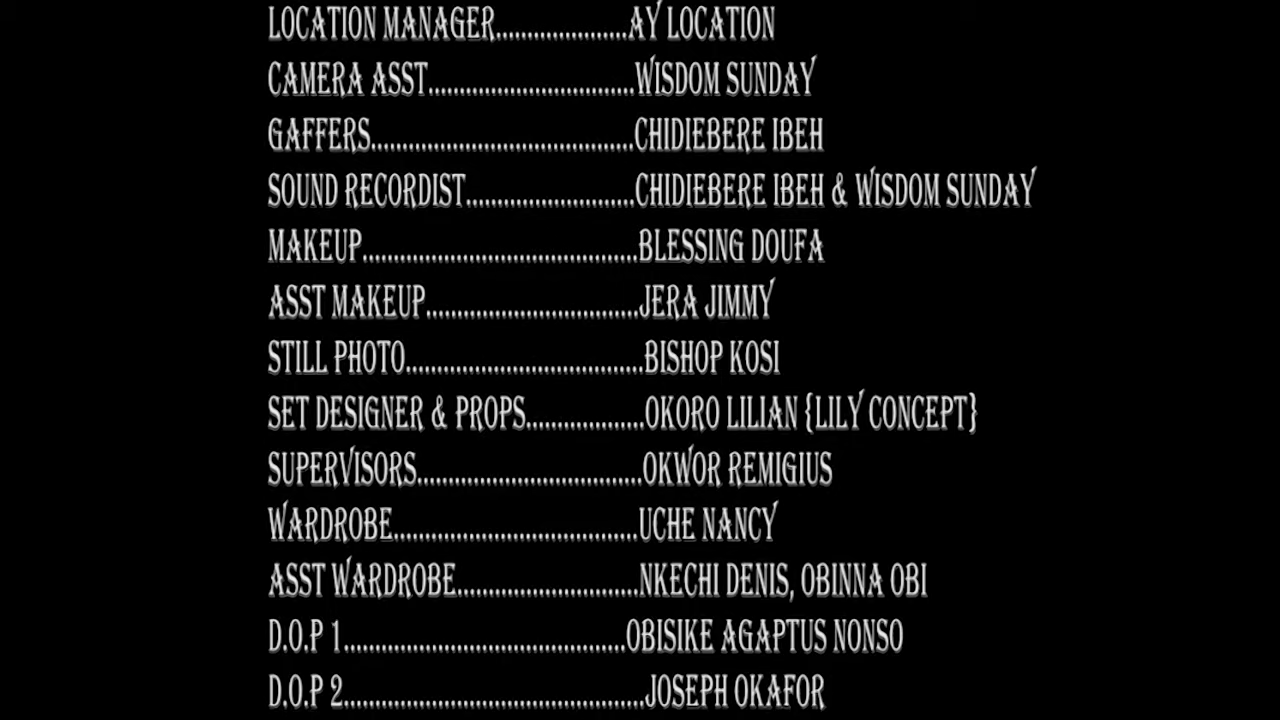 LOCATION MANAGER.....................AY LOCATION
CAMERA ASST.................................WISDOM SUNDAY
GAFFERS..........................................CHIDIEBERE IBEH
SOUND RECORDIST...........................CHIDIEBERE IBEH & WISDOM SUNDAY
MAKEUP............................................BLESSING DOUFA
ASST MAKEUP..................................JERA JIMMY
STILL PHOTO......................................BISHOP KOSI
SET DESIGNER & PROPS...................OKORO LILIAN {LILY CONCEPT}
SUPERVISORS....................................OKWOR REMIGIUS
WARDROBE.......................................UCHE NANCY
ASST WARDROBE.............................NKECHI DENIS, OBINNA OBI
D.O.P 1.............................................OBISIKE AGAPTUS NONSO
D.O.P 2................................................JOSEPH OKAFOR